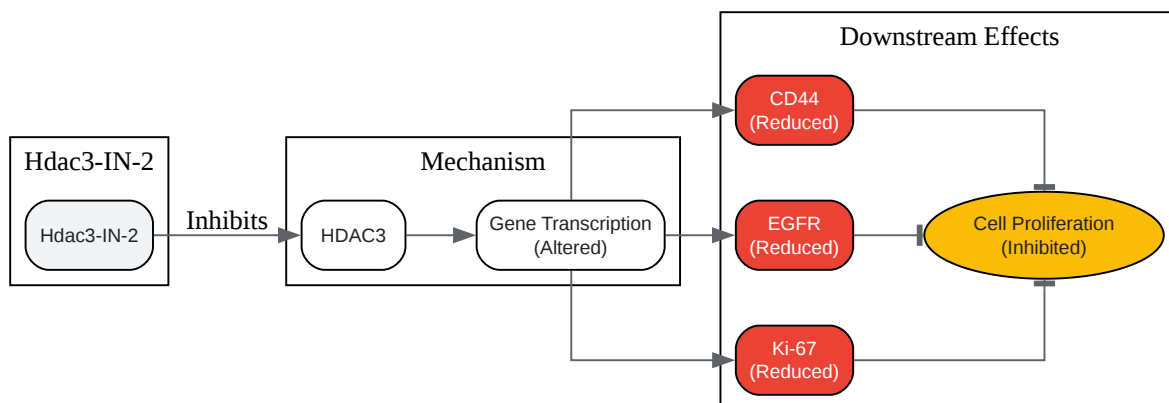 Downstream Effects
CD44
(Reduced)
Hdac3-IN-2
Mechanism
Hdac3-IN-2
Inhibits
HDAC3
Gene Transcription
(Altered)
EGFR
(Reduced)
Cell Proliferation
(Inhibited)
Ki-67
(Reduced)